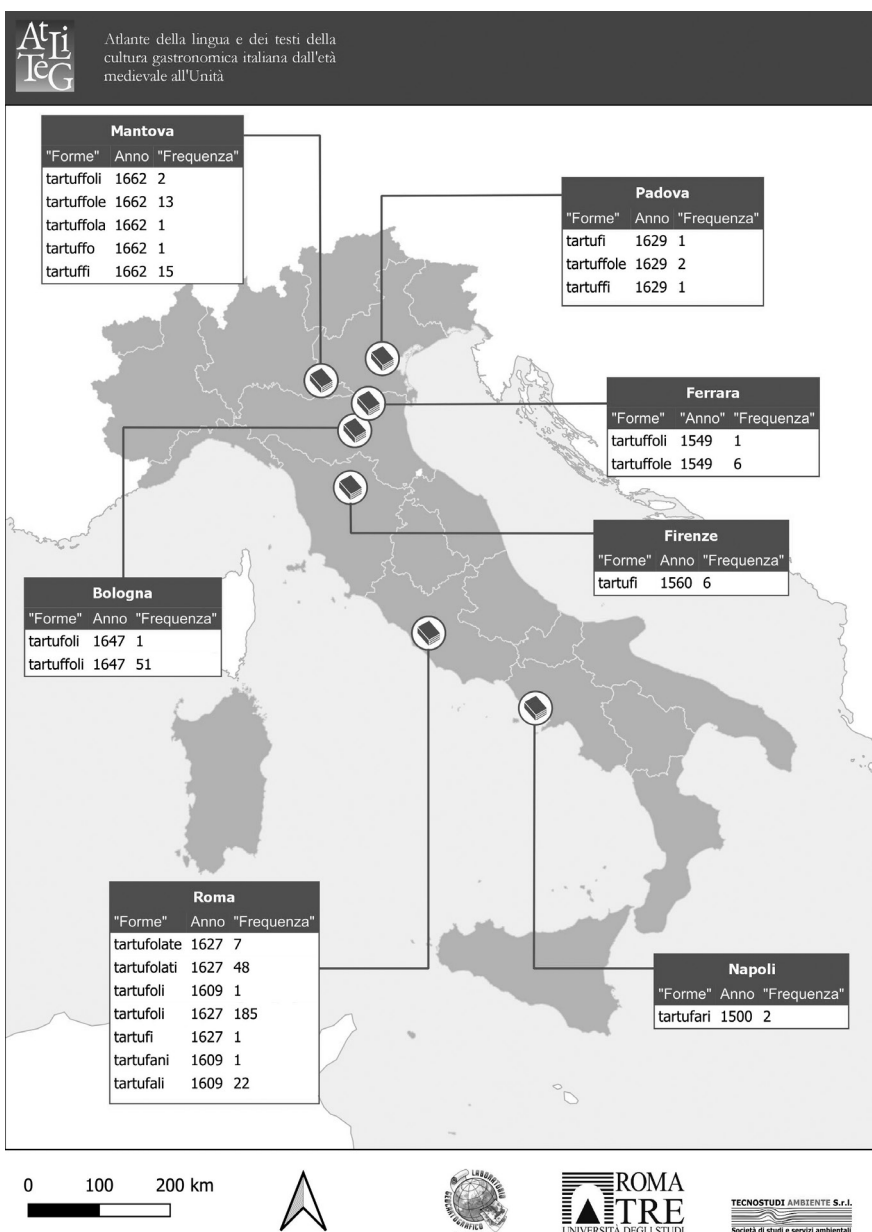 At Li
Te G
Atlante della lingua e dei testi della
cultura gastronomica italiana dall'età
medievale all'Unità
Mantova
"Forme" Anno "Frequenza"
tartuffoli 1662 2
tartuffole 1662 13
tartuffola 1662 1
tartuffo 1662 1
tartuffi 1662 15
Padova
"Forme" Anno "Frequenza"
tartufi 1629 1
tartuffole 1629 2
tartuffi 1629 1
Ferrara
"Forme" "Anno" "Frequenza"
tartuffoli 1549 1
tartuffole 1549 6
Firenze
"Forme" Anno "Frequenza"
tartufi 1560 6
Bologna
"Forme" Anno "Frequenza"
tartufoli 1647 1
tartuffoli 1647 51
Roma
"Forme" Anno "Frequenza"
tartufolate 1627 7
tartufolati 1627 48
tartufoli 1609 1
tartufoli 1627 185
tartufi 1627 1
tartufani 1609 1
tartufali 1609 22
Napoli
"Forme" Anno "Frequenza"
tartufari 1500 2
0 100 200 km
LABORATORIO
GEOCARTOGRAFICO
ROMA
TRE
UNIVERSITÀ DEGLI STUDI
TECNOSTUDI AMBIENTE S.r.l.
Società di studi e servizi ambientali